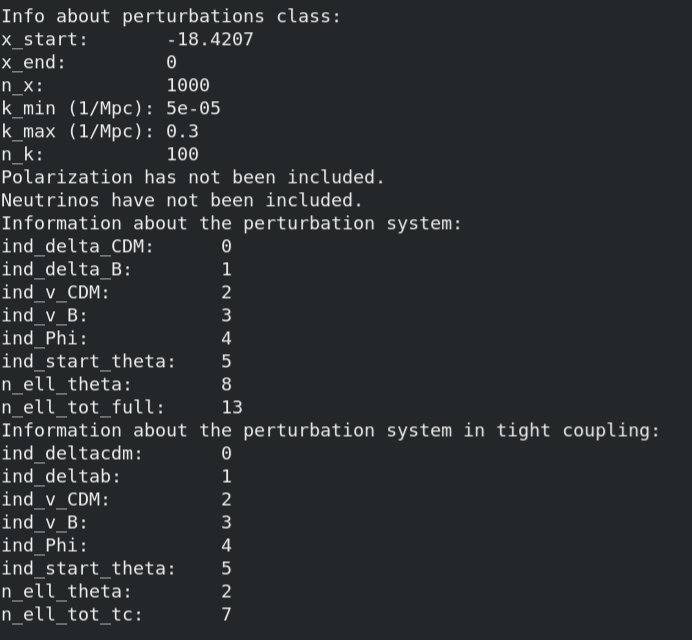 Info about perturbations class:
x_start:       -18.4207
x_end:         0
n_x:           1000
k_min (1/Mpc): 5e-05
k_max (1/Mpc): 0.3
n_k:           100
Polarization has not been included.
Neutrinos have not been included.
Information about the perturbation system:
ind_delta_CDM:      0
ind_delta_B:        1
ind_v_CDM:          2
ind_v_B:            3
ind_Phi:            4
ind_start_theta:    5
n_ell_theta:        8
n_ell_tot_full:     13
Information about the perturbation system in tight coupling:
ind_deltacdm:       0
ind_deltab:         1
ind_v_CDM:          2
ind_v_B:            3
ind_Phi:            4
ind_start_theta:    5
n_ell_theta:        2
n_ell_tot_tc:       7